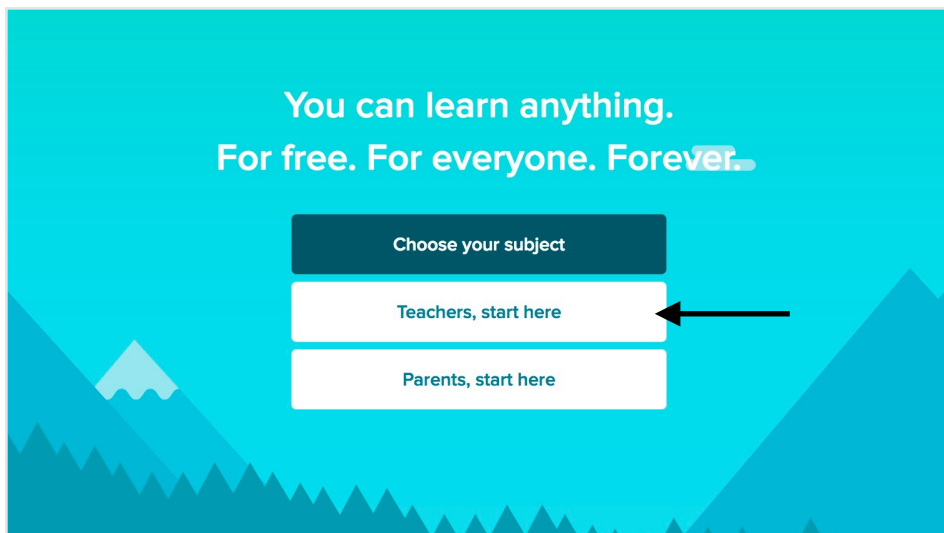 You can learn anything.
For free. For everyone. Forever.
Choose your subject
Teachers, start here
Parents, start here